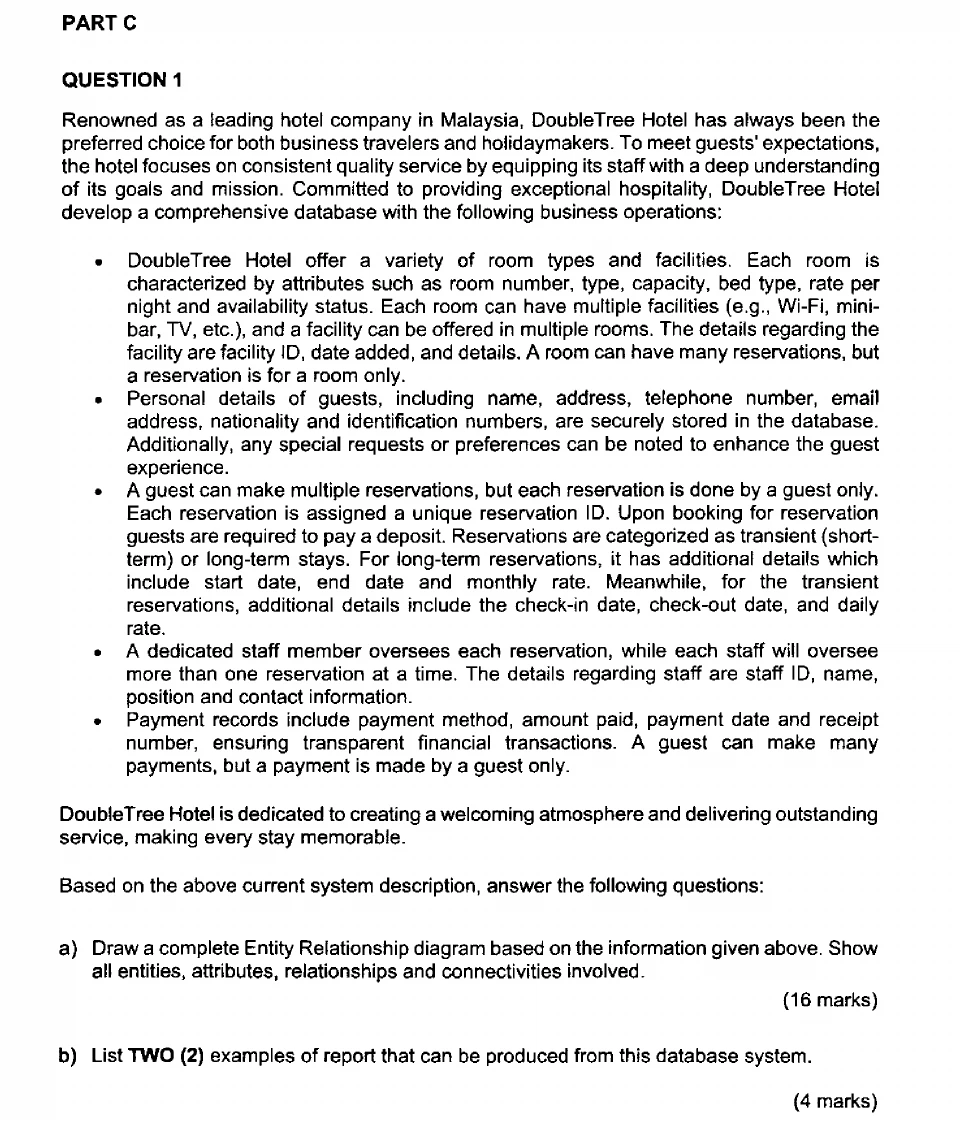 PART C
QUESTION 1
Renowned as a leading hotel company in Malaysia, DoubleTree Hotel has always been the
preferred choice for both business travelers and holidaymakers. To meet guests' expectations,
the hotel focuses on consistent quality service by equipping its staff with a deep understanding
of its goals and mission. Committed to providing exceptional hospitality, DoubleTree Hotel
develop a comprehensive database with the following business operations:
• DoubleTree Hotel offer a variety of room types and facilities. Each room is
characterized by attributes such as room number, type, capacity, bed type, rate per
night and availability status. Each room can have multiple facilities (e.g., Wi-Fi, mini-
bar, TV, etc.), and a facility can be offered in multiple rooms. The details regarding the
facility are facility ID, date added, and details. A room can have many reservations, but
a reservation is for a room only.
• Personal details of guests, including name, address, telephone number, email
address, nationality and identification numbers, are securely stored in the database.
Additionally, any special requests or preferences can be noted to enhance the guest
experience.
• A guest can make multiple reservations, but each reservation is done by a guest only.
Each reservation is assigned a unique reservation ID. Upon booking for reservation
guests are required to pay a deposit. Reservations are categorized as transient (short-
term) or long-term stays. For long-term reservations, it has additional details which
include start date, end date and monthly rate. Meanwhile, for the transient
reservations, additional details include the check-in date, check-out date, and daily
rate.
• A dedicated staff member oversees each reservation, while each staff will oversee
more than one reservation at a time. The details regarding staff are staff ID, name,
position and contact information.
• Payment records include payment method, amount paid, payment date and receipt
number, ensuring transparent financial transactions. A guest can make many
payments, but a payment is made by a guest only.
DoubleTree Hotel is dedicated to creating a welcoming atmosphere and delivering outstanding
service, making every stay memorable.
Based on the above current system description, answer the following questions:
a) Draw a complete Entity Relationship diagram based on the information given above. Show
all entities, attributes, relationships and connectivities involved.
(16 marks)
b) List TWO (2) examples of report that can be produced from this database system.
(4 marks)